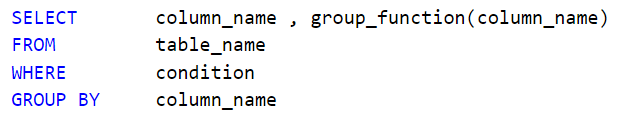 SELECT column_name , group_function(column_name)
FROM table_name
WHERE condition
GROUP BY column_name